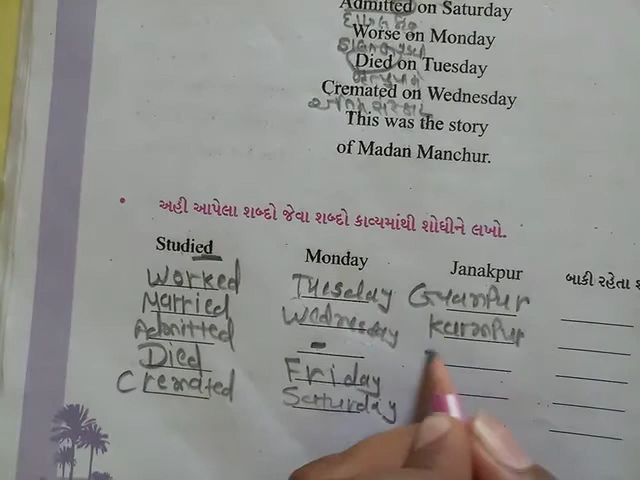 Admitted on Saturday
Worse on Monday
Died on Tuesday
Cremated on Wednesday
This was the story
of Madan Manchur.
• અહી આપેલા શબ્દો જેવા શબ્દો કાવ્યમાંથી શોધીને લખો.
Studied Monday Janakpur બાકી રહેતા
Worked Tuesday Gyanpur
Married Wednesday Karanpur
Admitted -
Died Friday
Cremated Saturday